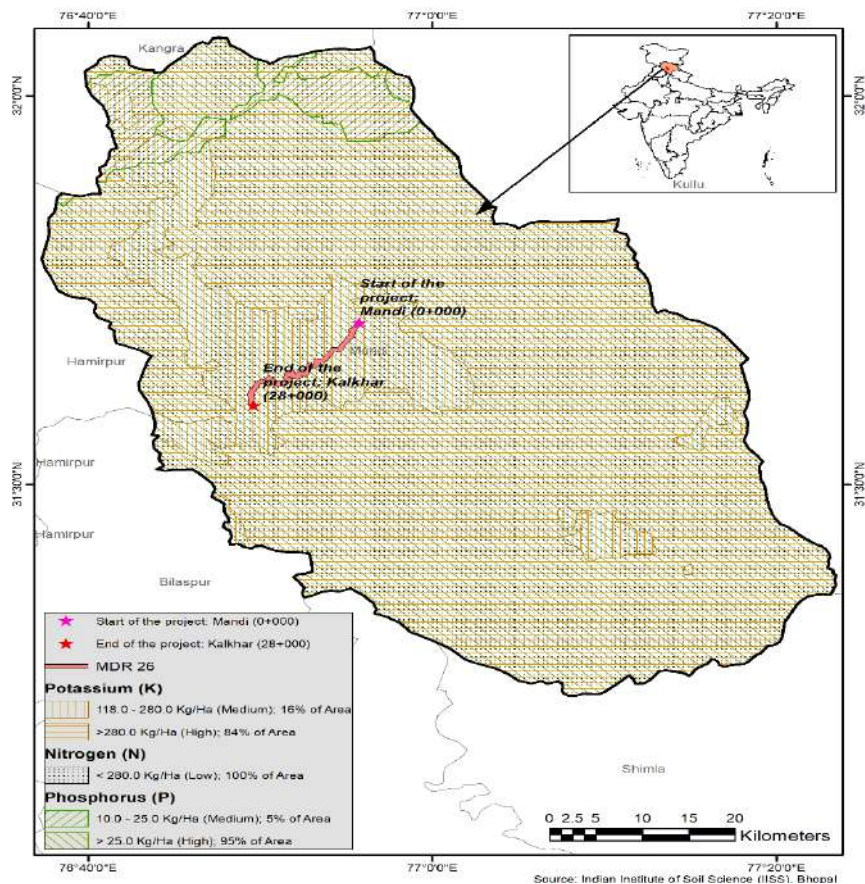 76°40'0"E
77°0'0"E
77°20'0"E
Kangra
32°0'0"N
32°0'0"N
Kullu
Start of the
project:
Mandi (0+000)
Mandi
Hamirpur
End of the
project: Kalkhar
(28+000)
Hamirpur
31°30'0"N
31°30'0"N
Hamirpur
Bilaspur
Start of the project: Mandi (0+000)
End of the project: Kalkhar (28+000)
MDR 26
Potassium (K)
118.0 - 280.0 Kg/Ha (Medium); 16% of Area
>280.0 Kg/Ha (High); 84% of Area
Nitrogen (N)
< 280.0 Kg/Ha (Low); 100% of Area
Phosphorus (P)
10.0 - 25.0 Kg/Ha (Medium); 5% of Area
> 25.0 Kg/Ha (High); 95% of Area
Shimla
0 2.5 5 10 15 20
Kilometers
76°40'0"E
77°0'0"E
77°20'0"E
Source: Indian Institute of Soil Science (IISS), Bhopal